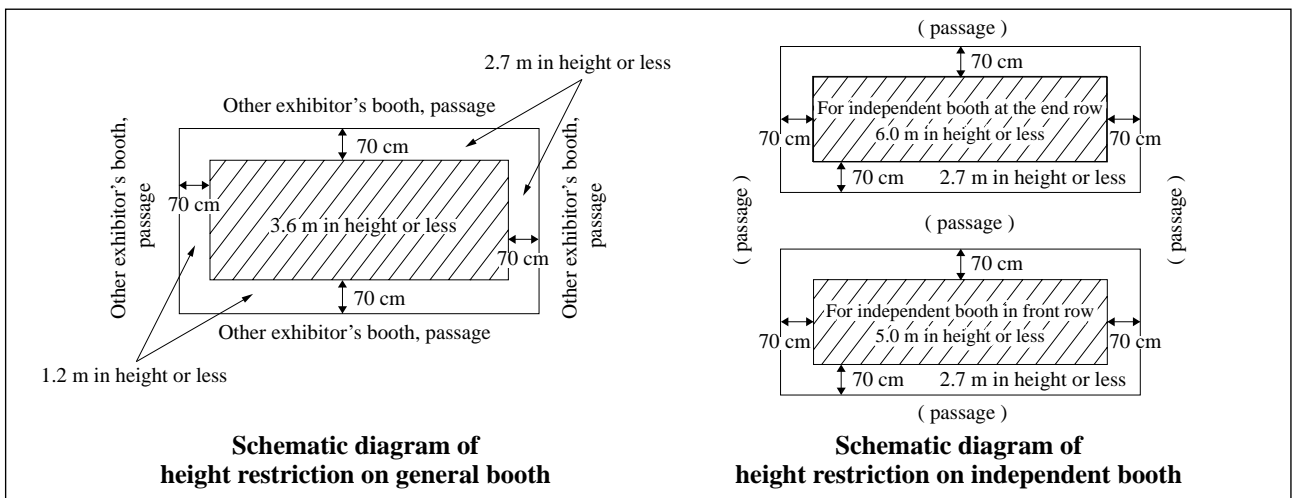 2.7 m in height or less
Other exhibitor's booth, passage
70 cm
Other exhibitor's booth,
passage
70 cm
3.6 m in height or less
70 cm
Other exhibitor's booth,
passage
70 cm
Other exhibitor's booth, passage
1.2 m in height or less
Schematic diagram of
height restriction on general booth
( passage )
70 cm
For independent booth at the end row
6.0 m in height or less
70 cm
70 cm
70 cm
2.7 m in height or less
( passage )
( passage )
( passage )
70 cm
For independent booth in front row
5.0 m in height or less
70 cm
70 cm
70 cm
2.7 m in height or less
( passage )
Schematic diagram of
height restriction on independent booth